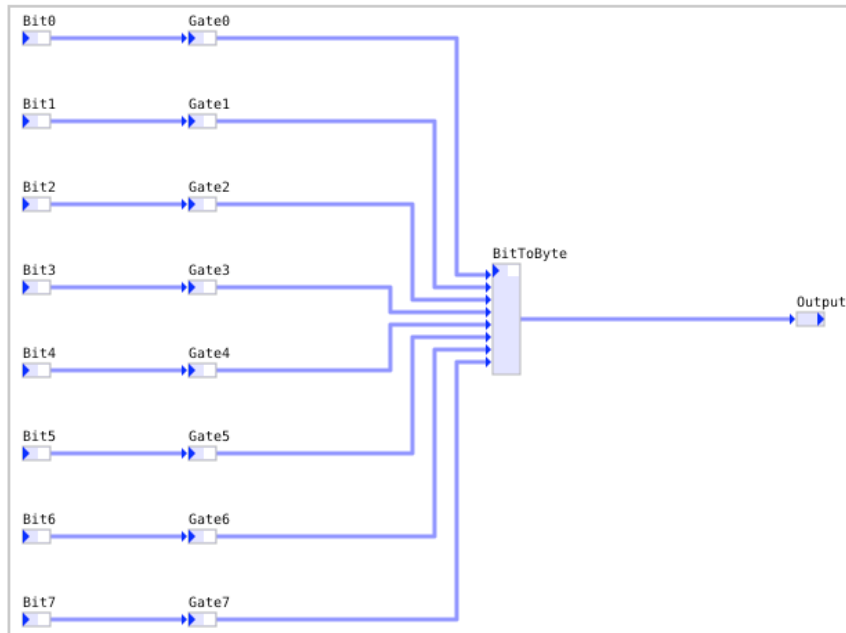 Bit0 Gate0
Bit1 Gate1
Bit2 Gate2
BitToByte
Bit3 Gate3
Output
Bit4 Gate4
Bit5 Gate5
Bit6 Gate6
Bit7 Gate7